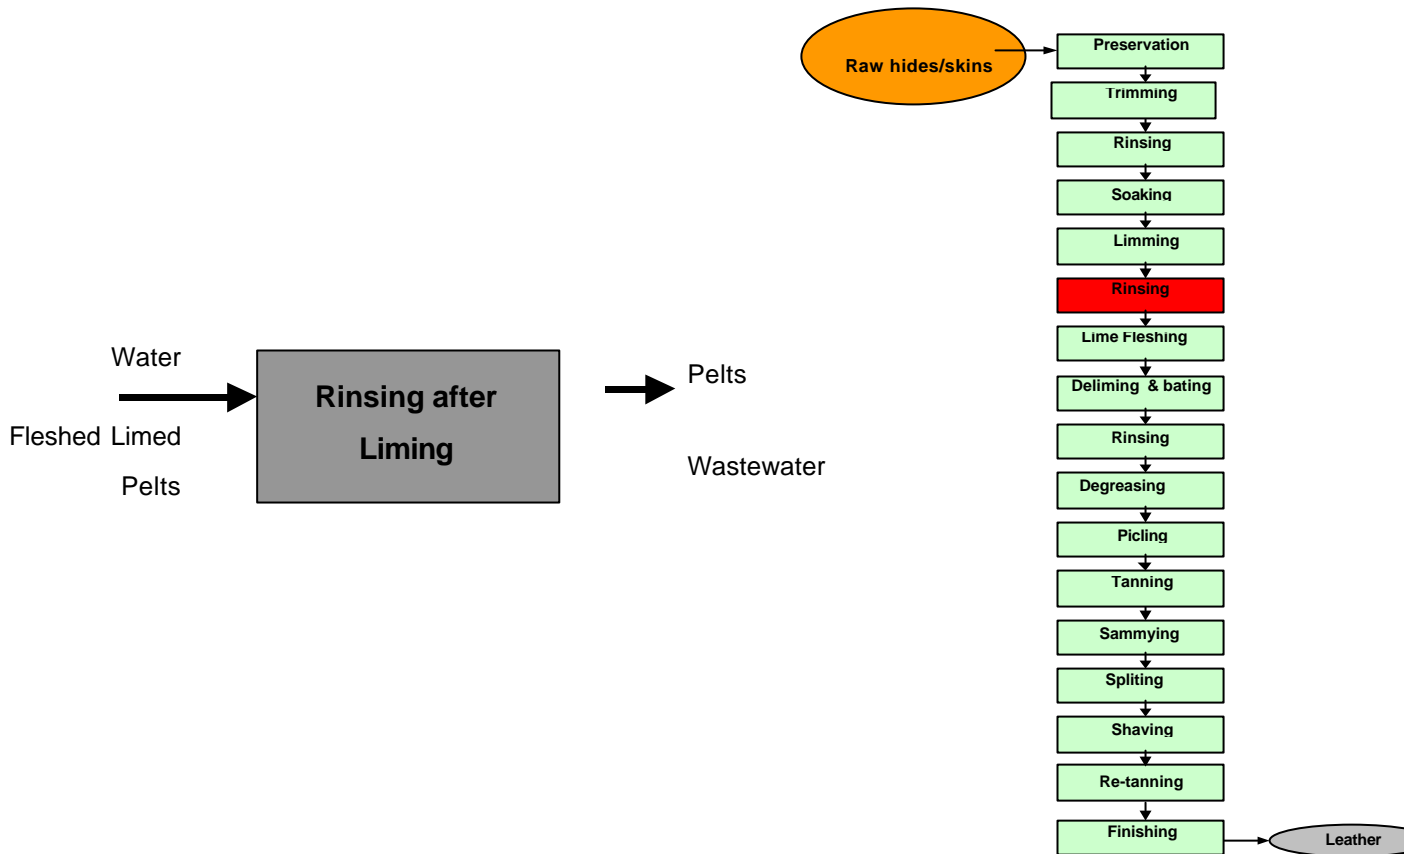 Water
Fleshed Limed
Pelts
Rinsing after
Liming
Pelts
Wastewater
Raw hides/skins
Preservation
Trimming
Rinsing
Soaking
Limming
Rinsing
Lime Fleshing
Deliming & bating
Rinsing
Degreasing
Picling
Tanning
Sammying
Spliting
Shaving
Re-tanning
Finishing
Leather